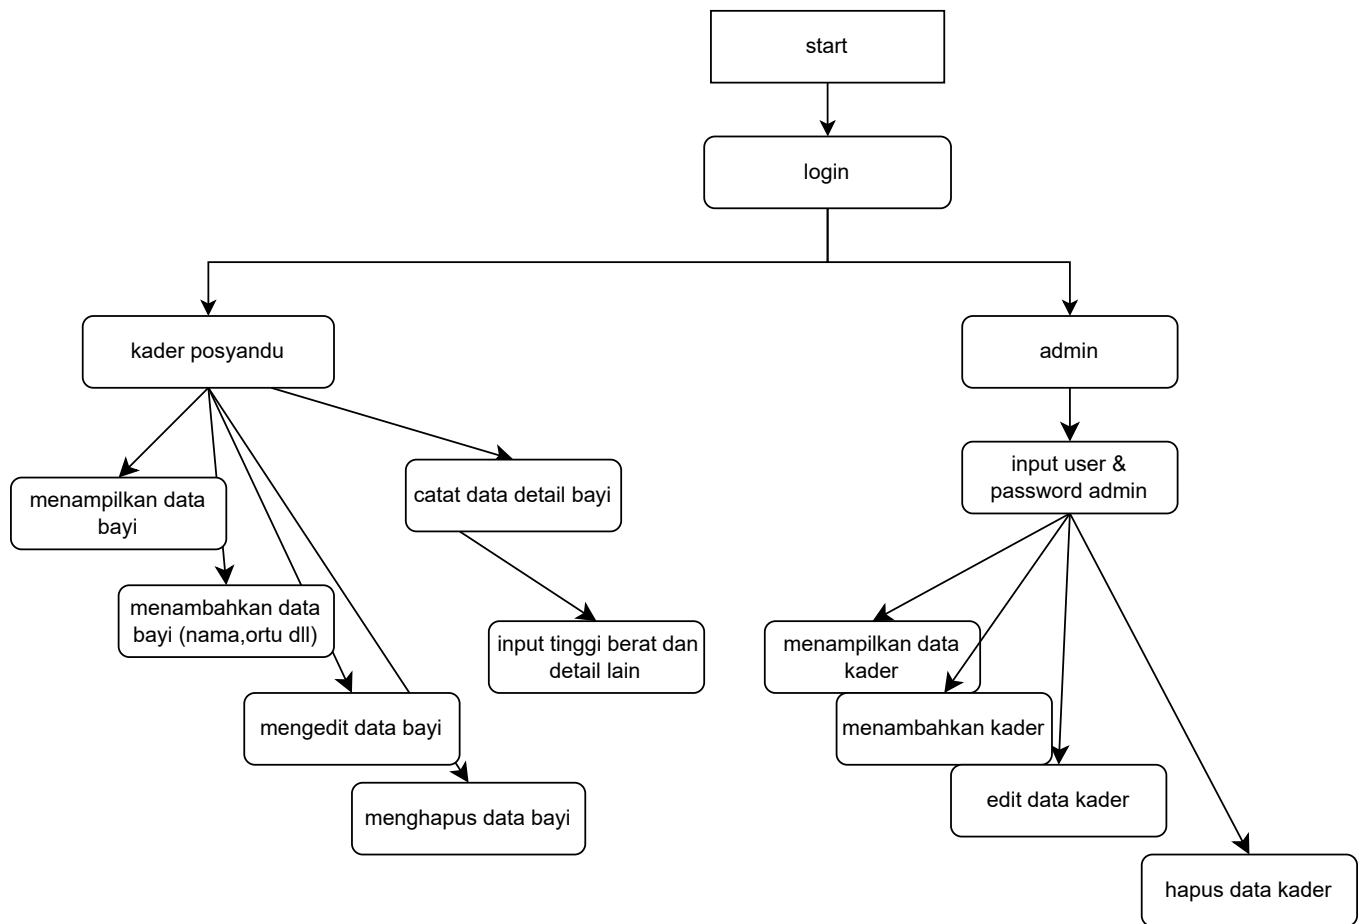 start
login
kader posyandu
admin
menampilkan data
bayi
catat data detail bayi
input user &
password admin
menambahkan data
bayi (nama,ortu dll)
input tinggi berat dan
detail lain
menampilkan data
kader
mengedit data bayi
menambahkan kader
menghapus data bayi
edit data kader
hapus data kader